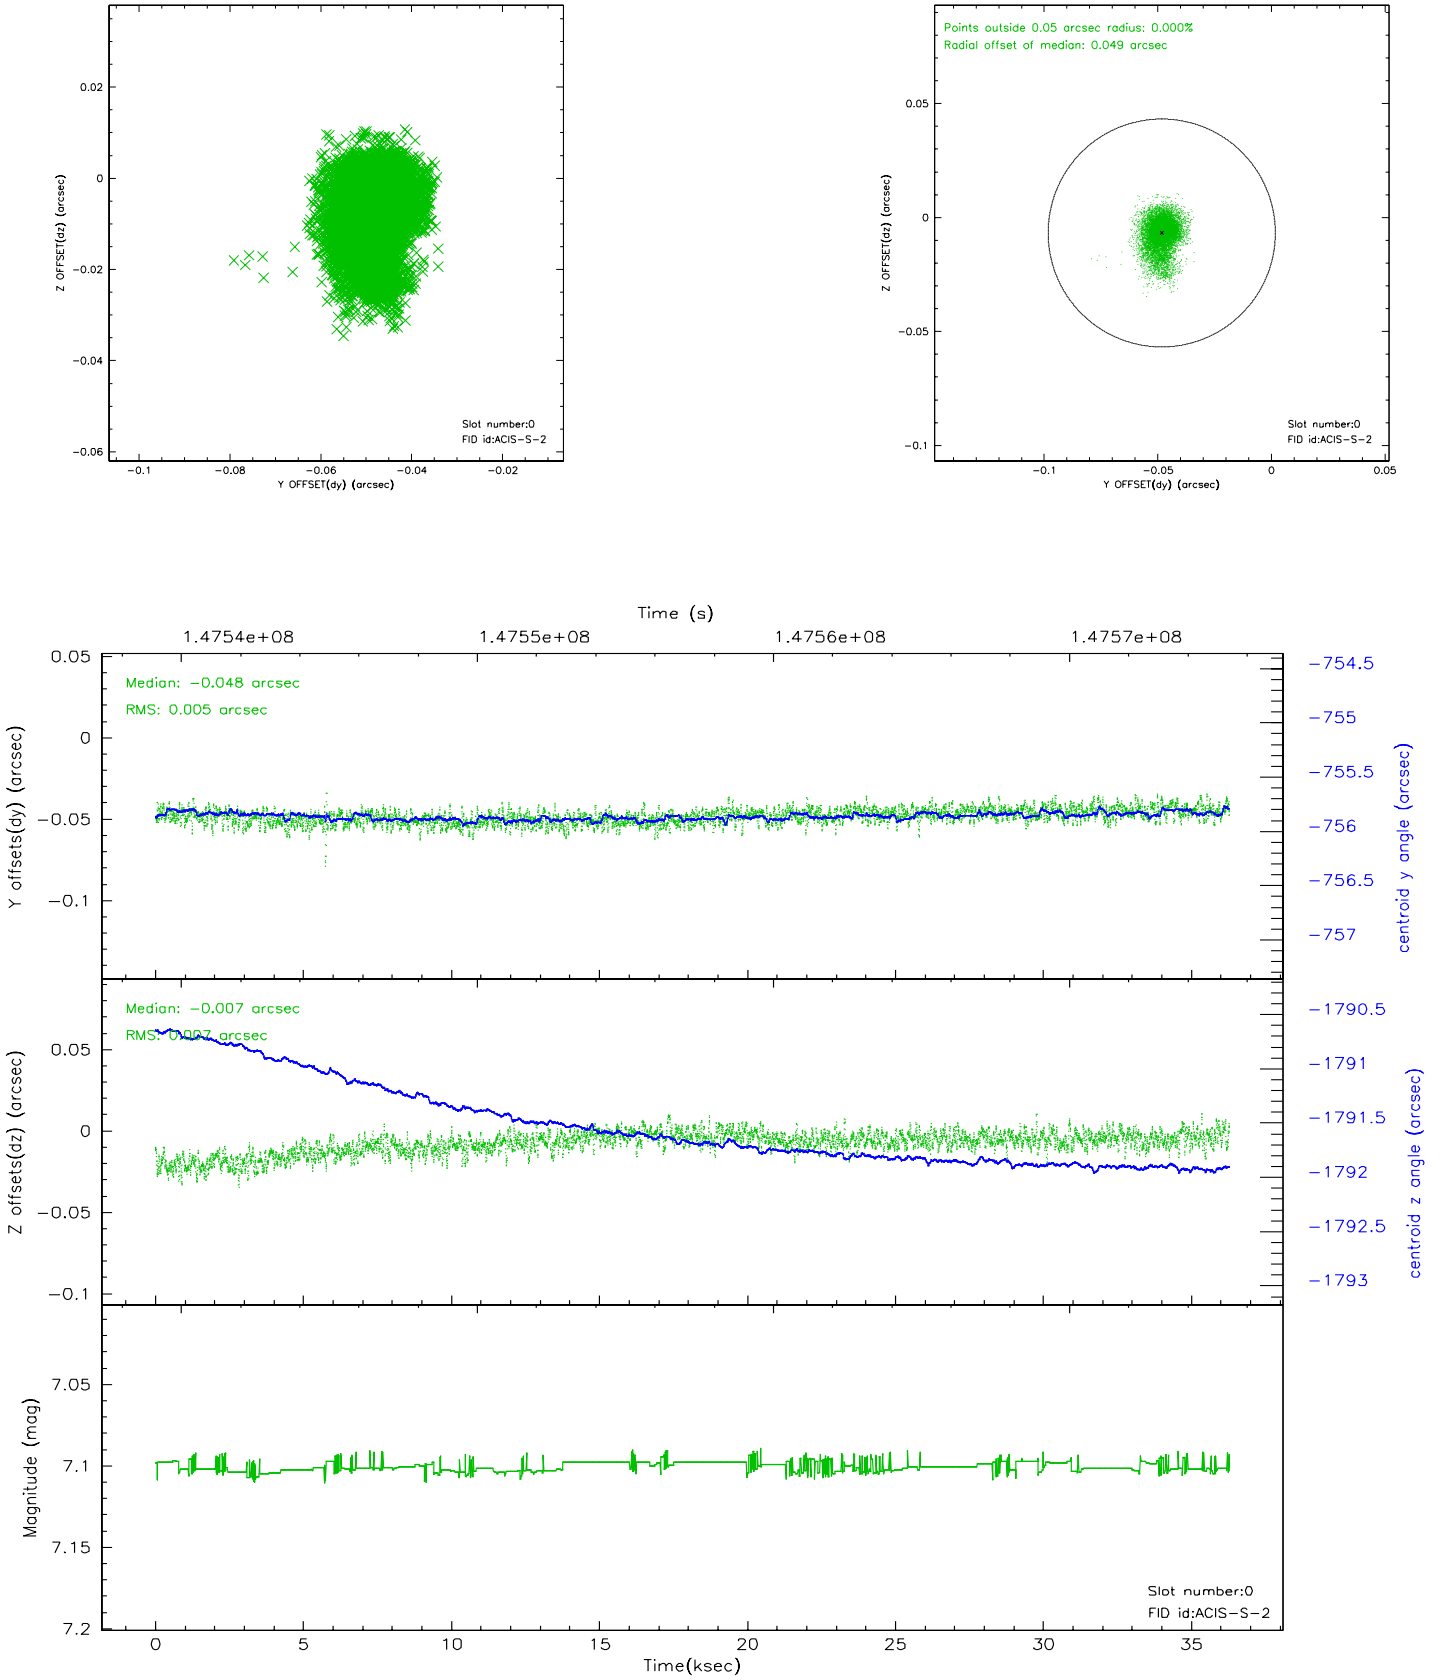 0.02
0
-0.02
-0.04
-0.06
Z OFFSET(dz) (arcsec)
Slot number:0
FID id:ACIS-S-2
-0.1
-0.08
-0.06
-0.04
-0.02
Y OFFSET(dy) (arcsec)
Points outside 0.05 arcsec radius: 0.000%
Radial offset of median: 0.049 arcsec
0.05
0
-0.05
-0.1
Z OFFSET(dz) (arcsec)
Slot number:0
FID id:ACIS-S-2
-0.1
-0.05
0
0.05
Y OFFSET(dy) (arcsec)
Time (s)
1.4754e+08
1.4755e+08
1.4756e+08
1.4757e+08
0.05
0
-0.05
-0.1
Y offsets(dy) (arcsec)
Median: -0.048 arcsec
RMS: 0.005 arcsec
-754.5
-755
-755.5
-756
-756.5
-757
centroid y angle (arcsec)
0.05
0
-0.05
-0.1
Z offsets(dz) (arcsec)
Median: -0.007 arcsec
RMS: 0.007 arcsec
-1790.5
-1791
-1791.5
-1792
-1792.5
-1793
centroid z angle (arcsec)
7.05
7.1
7.15
7.2
Magnitude (mag)
Slot number:0
FID id:ACIS-S-2
0
5
10
15
20
25
30
35
Time(ksec)